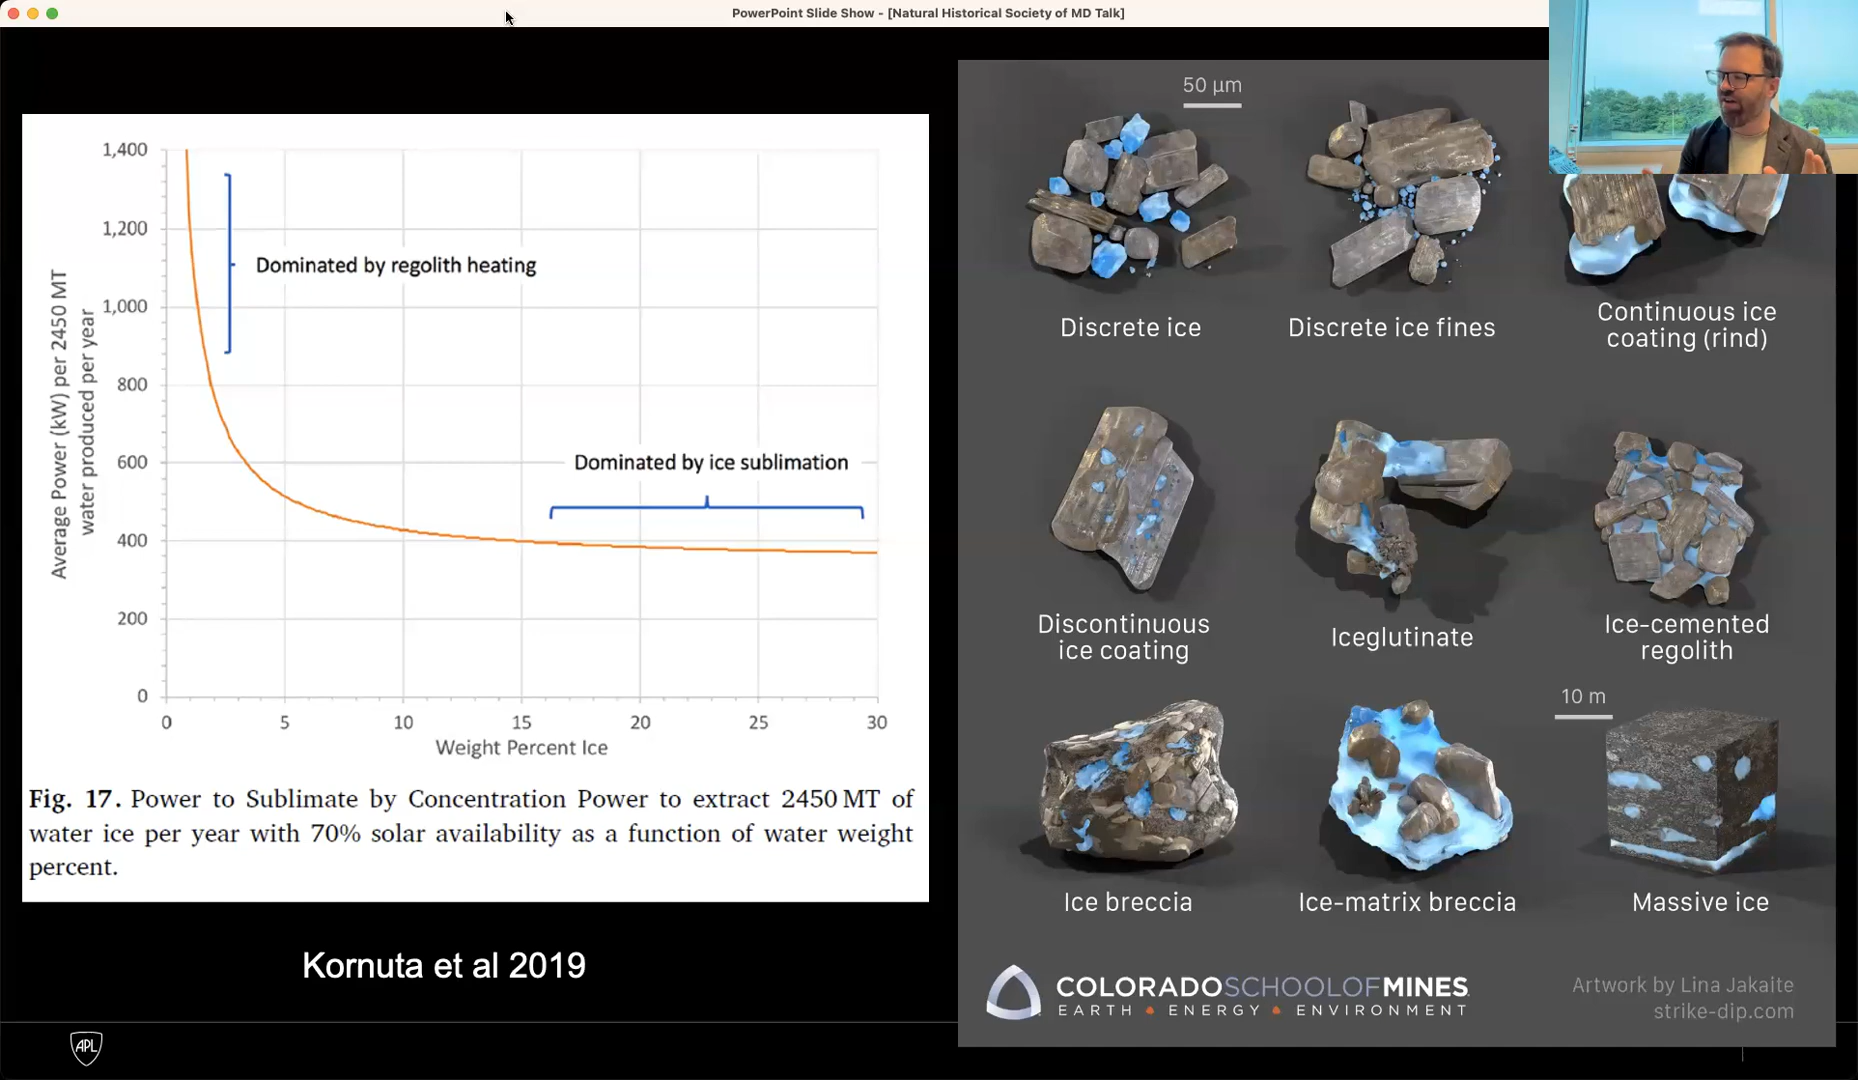 PowerPoint Slide Show - [Natural Historical Society of MD Talk]
1,400
1,200
1,000
800
600
400
200
0
Average Power (kW) per 2450 MT
water produced per year
Dominated by regolith heating
Dominated by ice sublimation
0 5 10 15 20 25 30
Weight Percent Ice
Fig. 17. Power to Sublimate by Concentration Power to extract 2450 MT of
water ice per year with 70% solar availability as a function of water weight
percent.
Kornuta et al 2019
APL
50 µm
Discrete ice
Discrete ice fines
Continuous ice
coating (rind)
Discontinuous
ice coating
Iceglutinate
Ice-cemented
regolith
10 m
Ice breccia
Ice-matrix breccia
Massive ice
COLORADOSCHOOLOFMINES
EARTH • ENERGY • ENVIRONMENT
Artwork by Lina Jakaite
strike-dip.com